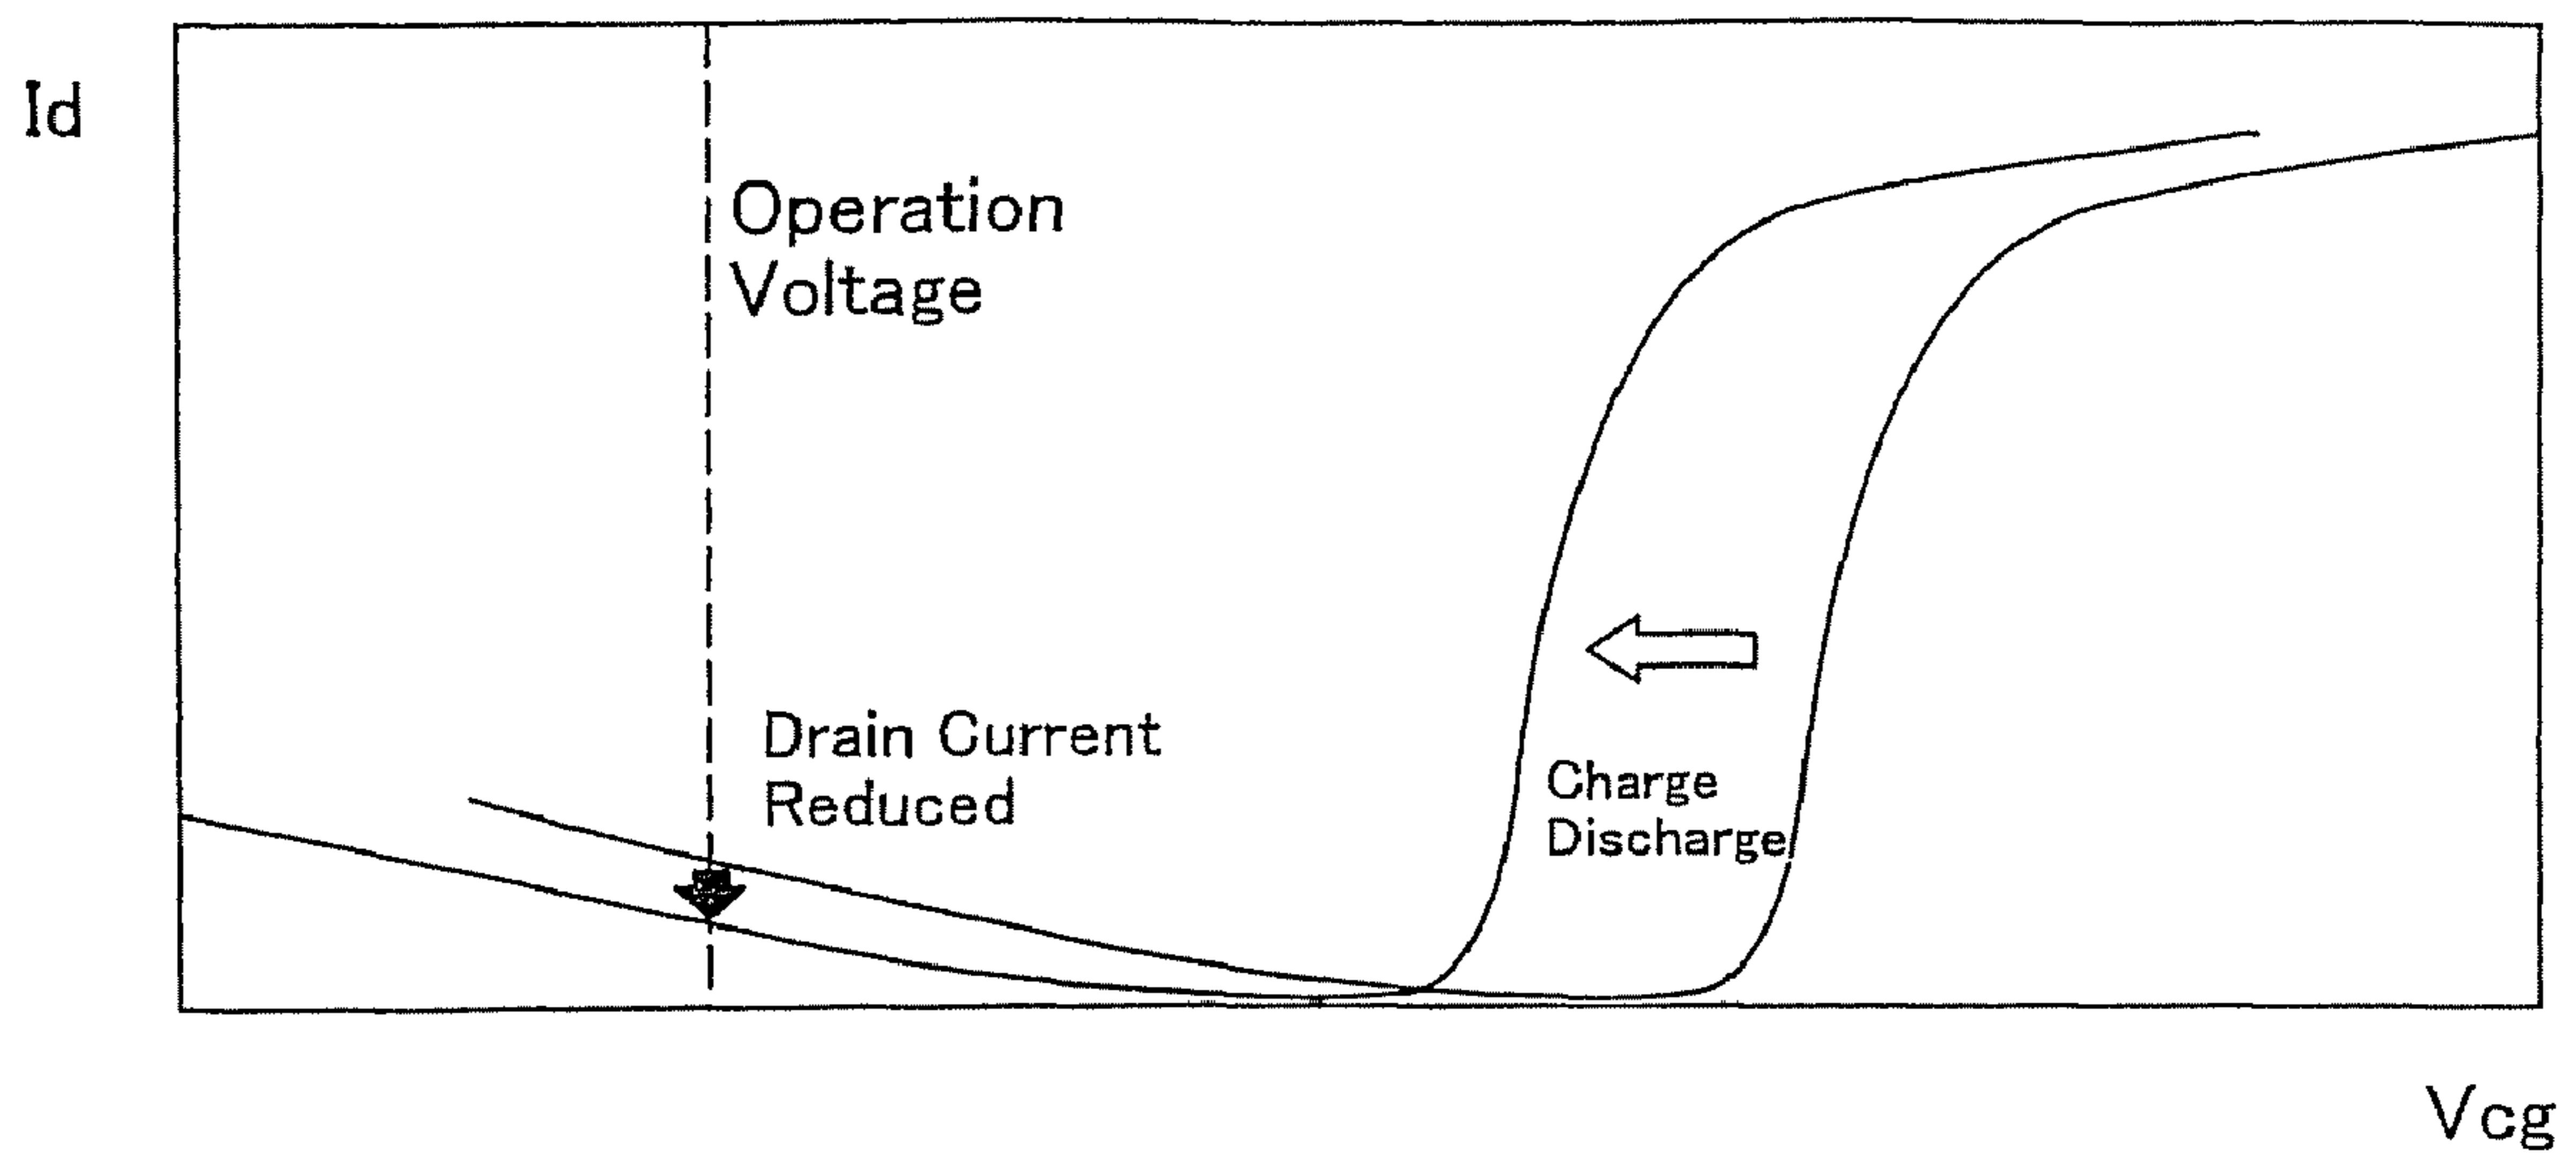 Id
Operation
Voltage
Drain Current
Reduced
Charge
Discharge
Vcg